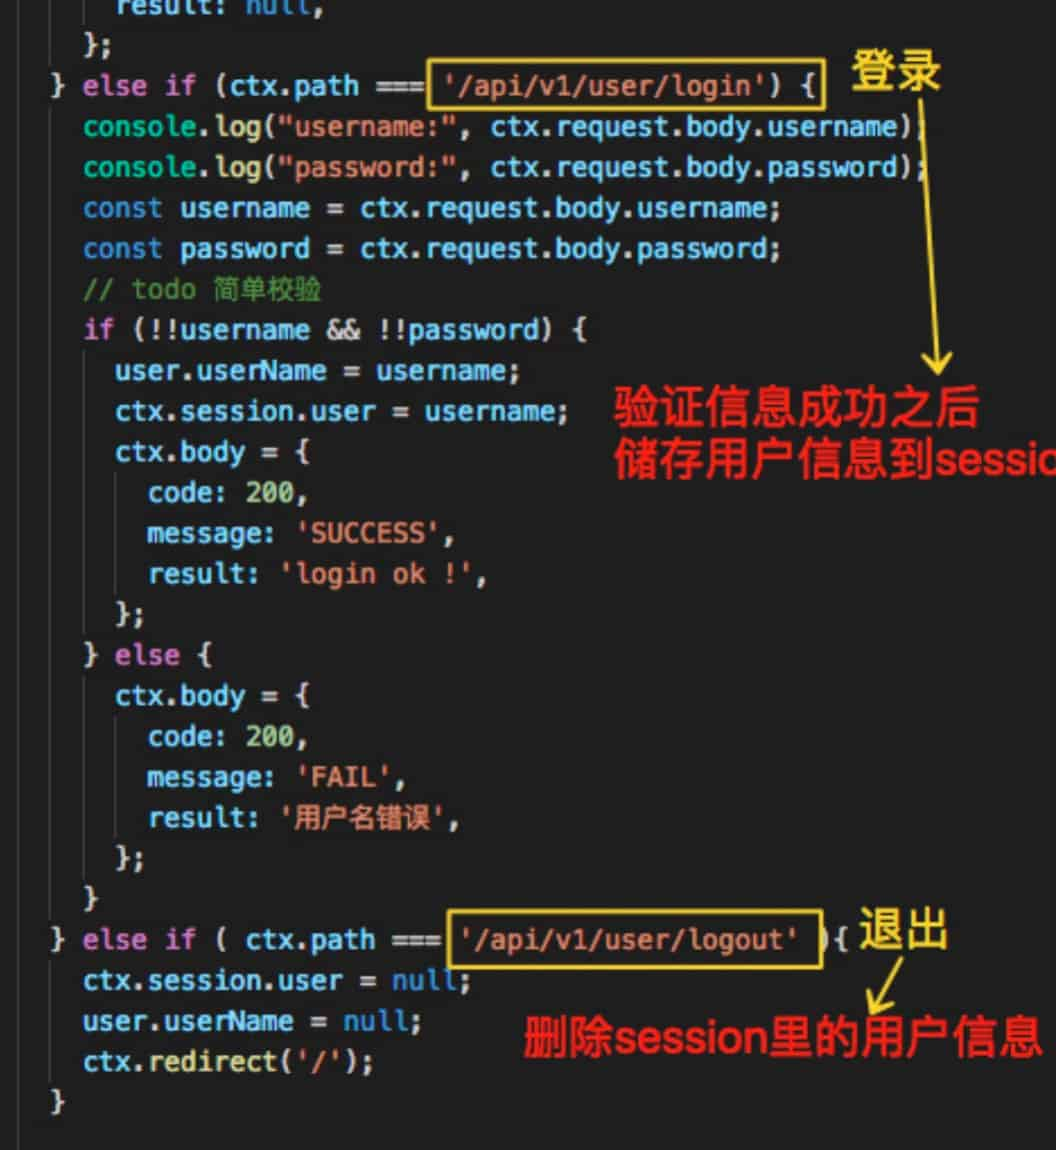 result: null,
};
} else if (ctx.path === '/api/v1/user/login') { 登录
console.log("username:", ctx.request.body.username);
console.log("password:", ctx.request.body.password);
const username = ctx.request.body.username;
const password = ctx.request.body.password;
// todo 简单校验
if (!!username && !!password) {
user.userName = username;
ctx.session.user = username; 验证信息成功之后
ctx.body = { 储存用户信息到sessio
code: 200,
message: 'SUCCESS',
result: 'login ok !',
};
} else {
ctx.body = {
code: 200,
message: 'FAIL',
result: '用户名错误',
};
}
} else if ( ctx.path === '/api/v1/user/logout' ){ 退出
ctx.session.user = null;
user.userName = null; 删除session里的用户信息
ctx.redirect('/');
}